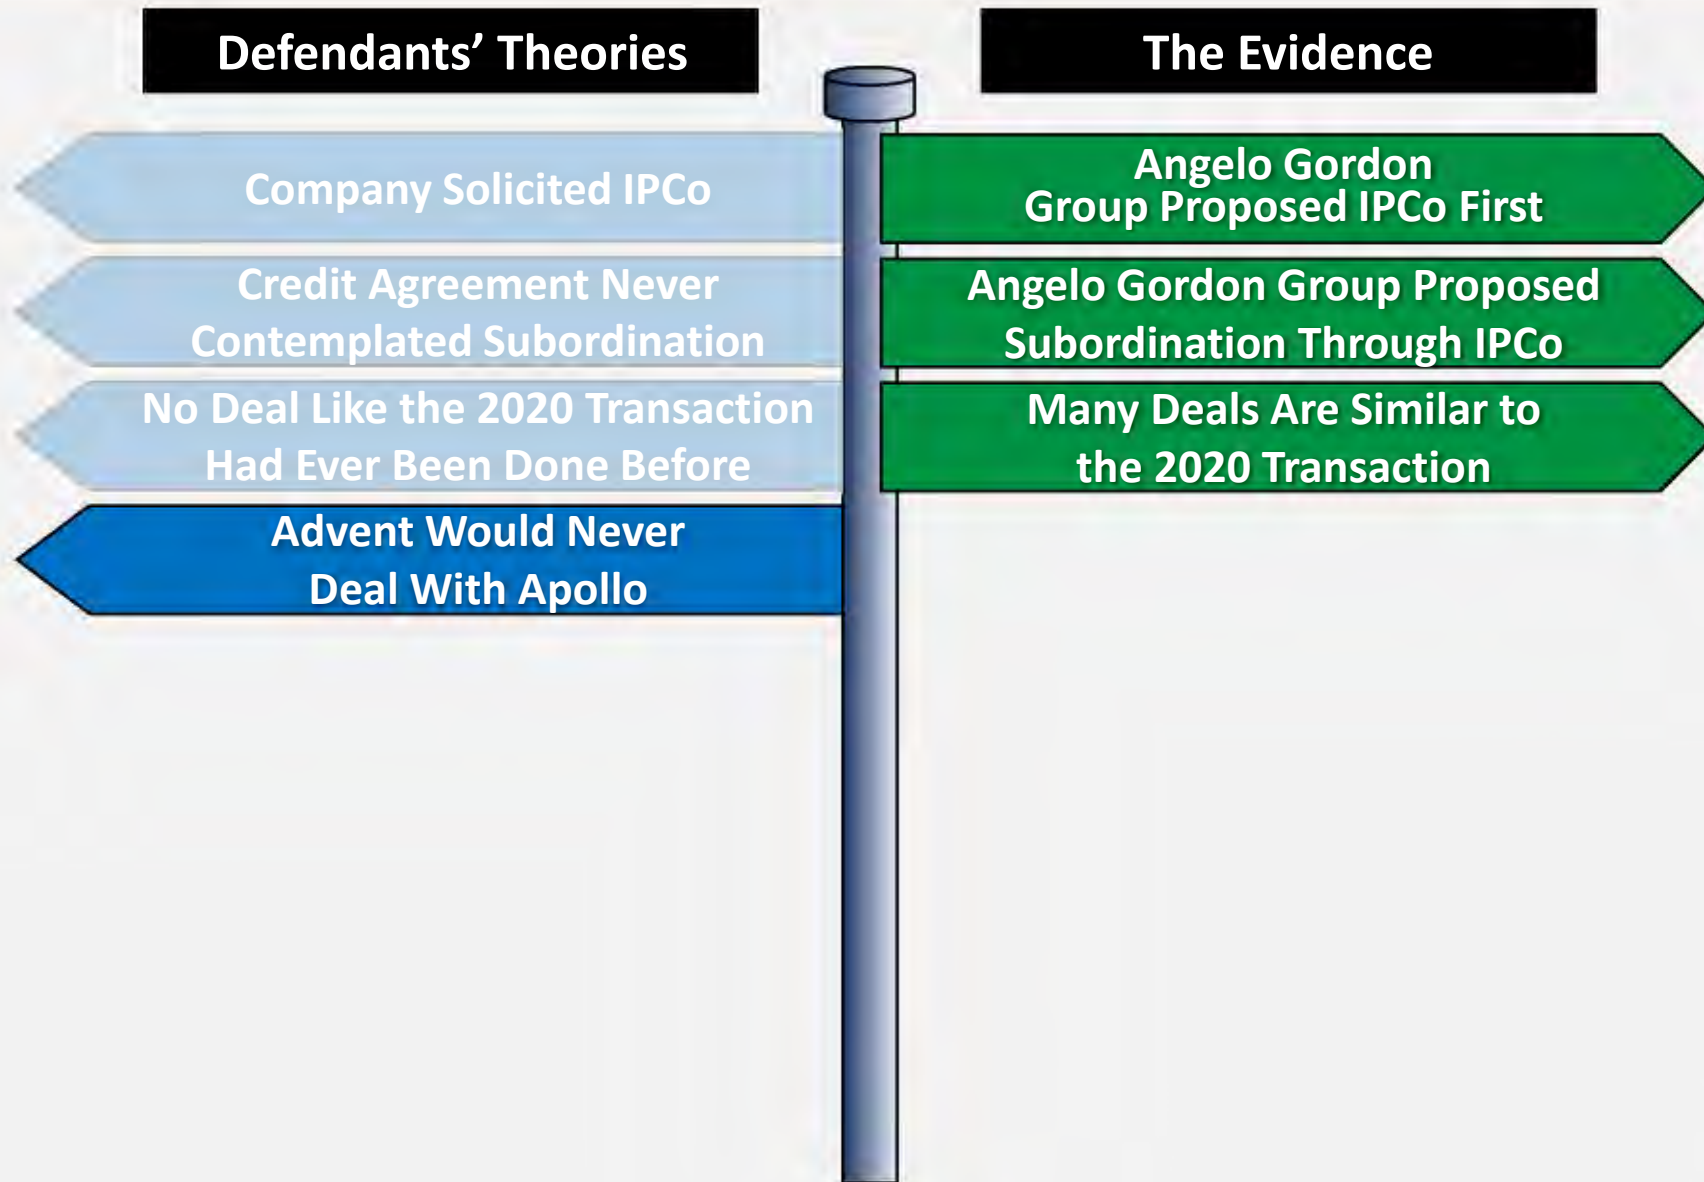 Defendants’ Theories
The Evidence
Company Solicited IPCo
Angelo Gordon
Group Proposed IPCo First
Credit Agreement Never
Contemplated Subordination
Angelo Gordon Group Proposed
Subordination Through IPCo
No Deal Like the 2020 Transaction
Had Ever Been Done Before
Many Deals Are Similar to
the 2020 Transaction
Advent Would Never
Deal With Apollo